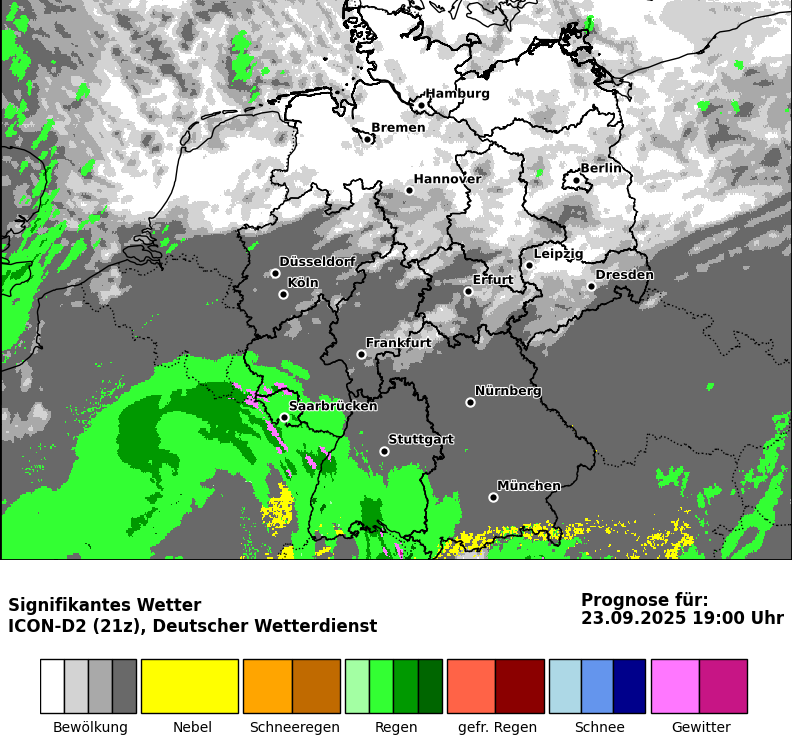 Hamburg
Bremen
Hannover
Berlin
Düsseldorf
Köln
Leipzig
Erfurt
Dresden
Frankfurt
Nürnberg
Saarbrücken
Stuttgart
München
Signifikantes Wetter
ICON-D2 (21z), Deutscher Wetterdienst
Prognose für:
23.09.2025 19:00 Uhr
Bewölkung
Nebel
Schneeregen
Regen
gefr. Regen
Schnee
Gewitter